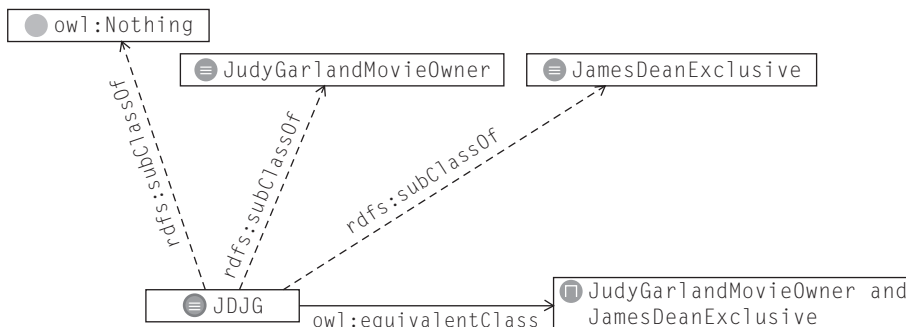 owl:Nothing
JudyGarlandMovieOwner
JamesDeanExclusive
rdfs:subClassOf
rdfs:subClassOf
rdfs:subClassOf
JDJG
owl:equivalentClass
JudyGarlandMovieOwner and
JamesDeanExclusive